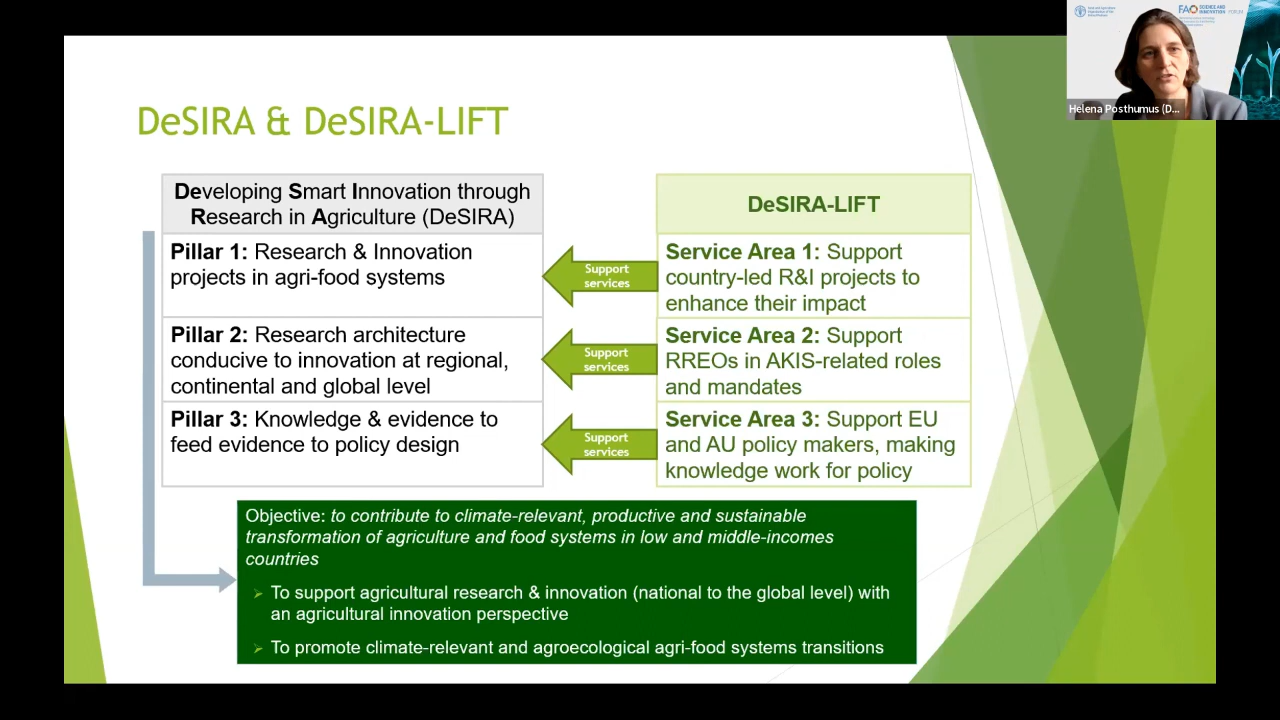 FAO SCIENCE AND
INNOVATION FORUM
Helena Posthumus (D...
DeSIRA & DeSIRA-LIFT
Developing Smart Innovation through
Research in Agriculture (DeSIRA)
Pillar 1: Research & Innovation
projects in agri-food systems
Pillar 2: Research architecture
conducive to innovation at regional,
continental and global level
Pillar 3: Knowledge & evidence to
feed evidence to policy design
Support
services
Support
services
Support
services
DeSIRA-LIFT
Service Area 1: Support
country-led R&I projects to
enhance their impact
Service Area 2: Support
RREOs in AKIS-related roles
and mandates
Service Area 3: Support EU
and AU policy makers, making
knowledge work for policy
Objective: to contribute to climate-relevant, productive and sustainable
transformation of agriculture and food systems in low and middle-incomes
countries
To support agricultural research & innovation (national to the global level) with
an agricultural innovation perspective
To promote climate-relevant and agroecological agri-food systems transitions